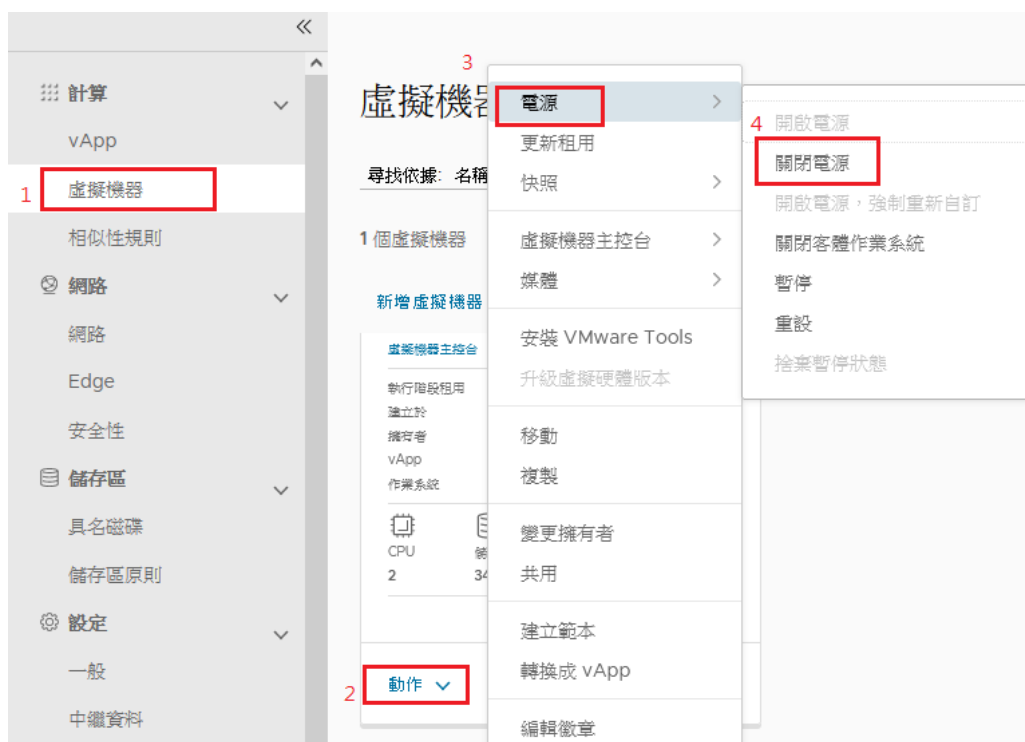 計算
vApp
1
虛擬機器
相似性規則
網路
網路
Edge
安全性
儲存區
具名磁碟
儲存區原則
設定
一般
中繼資料
虛擬機器
尋找依據: 名稱
1 個虛擬機器
新增虛擬機器
虛擬機器主控台
執行階段租用
建立於
擁有者
vApp
作業系統
CPU
2
34
2
動作
3
電源
更新租用
快照
虛擬機器主控台
媒體
安裝 VMware Tools
升級虛擬硬體版本
移動
複製
變更擁有者
共用
建立範本
轉換成 vApp
編輯徽章
4
開啟電源
關閉電源
開啟電源，強制重新自訂
關閉客體作業系統
暫停
重設
捨棄暫停狀態